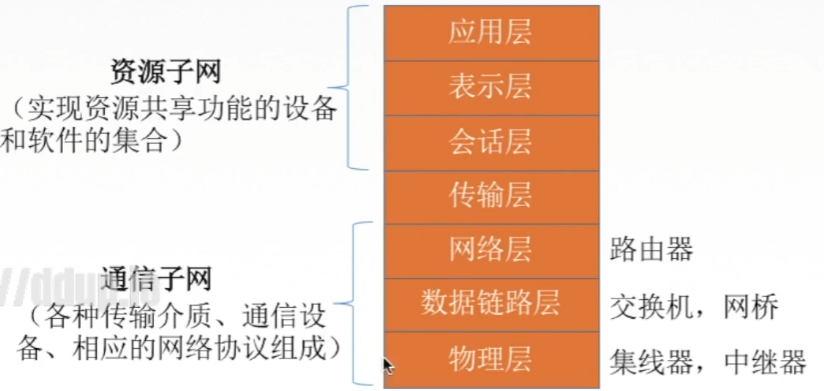 应用层
资源子网
表示层
（实现资源共享功能的设备
和软件的集合）
会话层
传输层
网络层
路由器
通信子网
数据链路层
交换机，网桥
（各种传输介质、通信设
备、相应的网络协议组成）
物理层
集线器，中继器